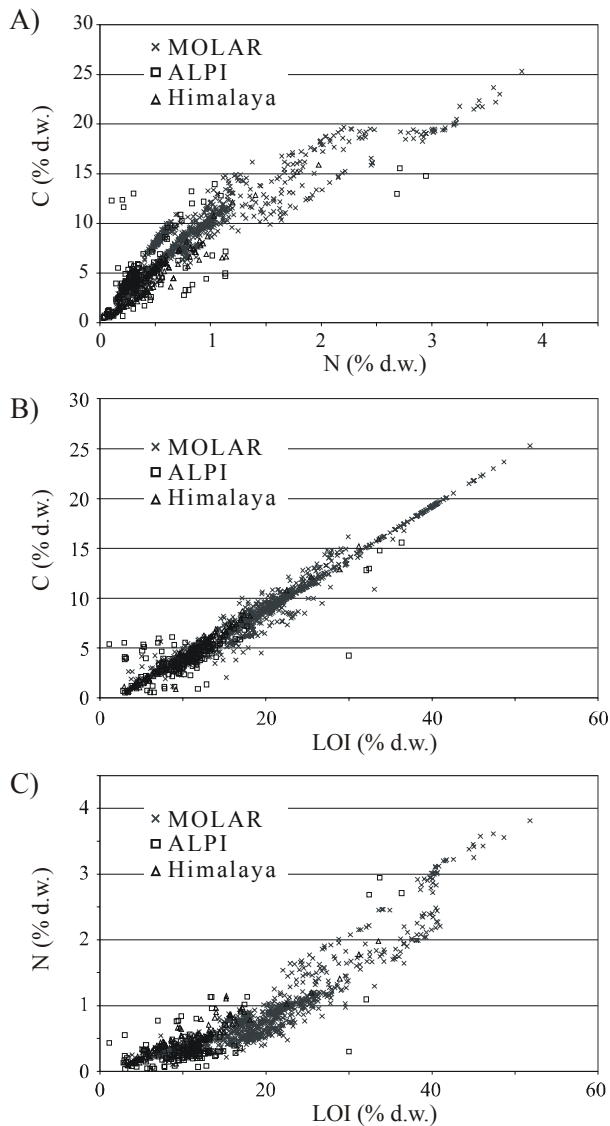 A)
30
25
20
15
10
5
0
C (% d.w.)
× MOLAR
□ ALPI
△ Himalaya
0 1 2 3 4
N (% d.w.)
B)
30
25
20
15
10
5
0
C (% d.w.)
× MOLAR
□ ALPI
△ Himalaya
0 20 40 60
LOI (% d.w.)
C)
4
3
2
1
0
N (% d.w.)
× MOLAR
□ ALPI
△ Himalaya
0 20 40 60
LOI (% d.w.)